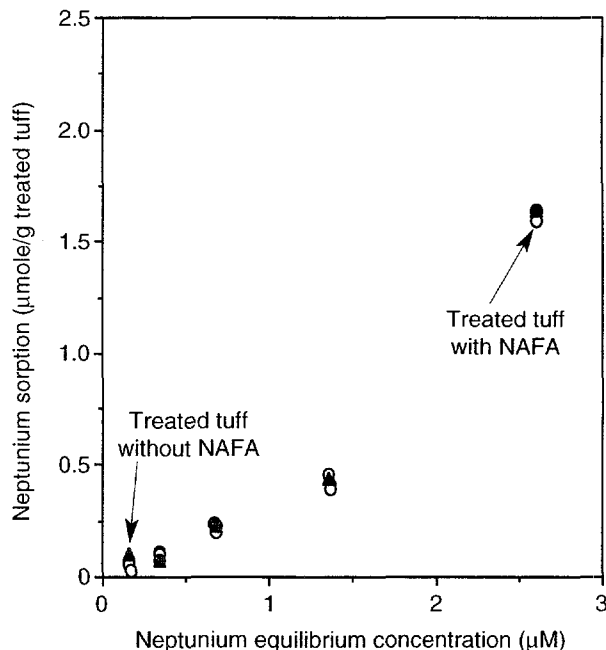 2.5
2.0
1.5
1.0
0.5
0
Neptunium sorption (μmole/g treated tuff)
Treated tuff
with NAFA
Treated tuff
without NAFA
0
1
2
3
Neptunium equilibrium concentration (μM)